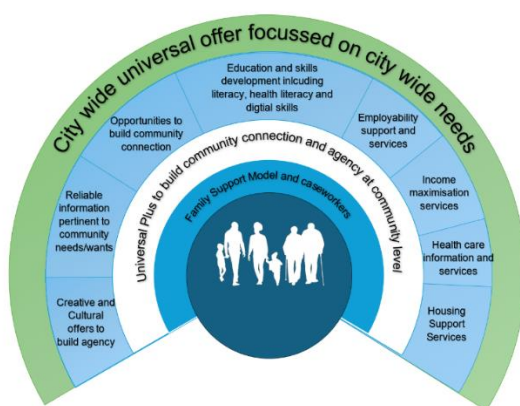 City wide universal offer focussed on city wide needs
Education and skills
development inlcuding
literacy, health literacy and
digtial skills
Opportunities to
build community
connection
Employability
support and
services
Reliable
information
pertinent to
community
needs/wants
Income
maximisation
services
Health care
information and
services
Creative and
Cultural
offers to
build agency
Housing
Support
Services
Universal Plus to build community connection and agency at community level
Family Support Model and caseworkers